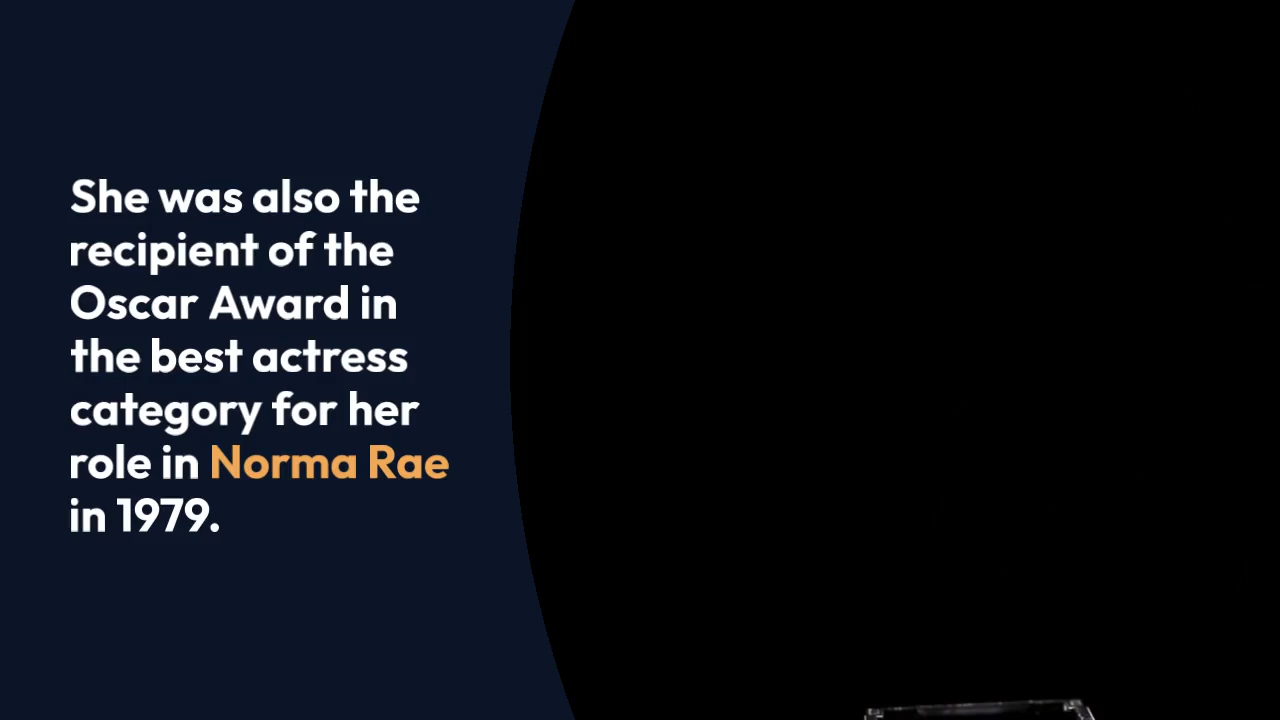 She was also the
recipient of the
Oscar Award in
the best actress
category for her
role in Norma Rae
in 1979.